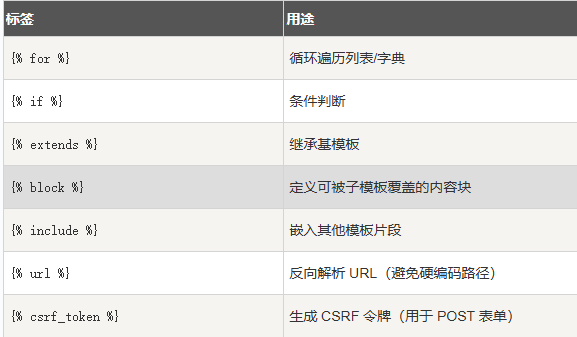 标签 用途
{% for %} 循环遍历列表/字典
{% if %} 条件判断
{% extends %} 继承基模板
{% block %} 定义可被子模板覆盖的内容块
{% include %} 嵌入其他模板片段
{% url %} 反向解析 URL（避免硬编码路径）
{% csrf_token %} 生成 CSRF 令牌（用于 POST 表单）